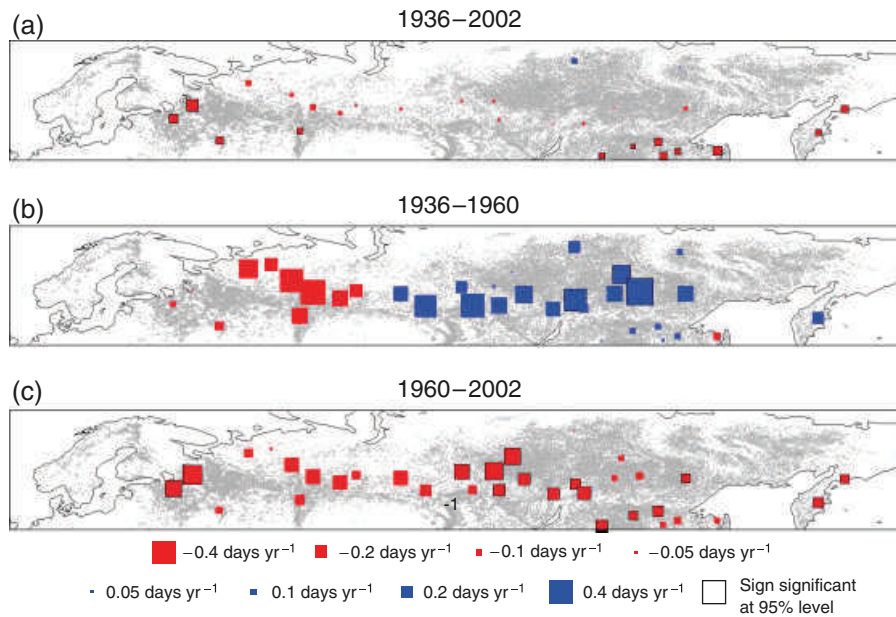 (a)
1936–2002
(b)
1936–1960
(c)
1960–2002
-1
−0.4 days yr⁻¹ −0.2 days yr⁻¹ −0.1 days yr⁻¹ −0.05 days yr⁻¹
0.05 days yr⁻¹ 0.1 days yr⁻¹ 0.2 days yr⁻¹ 0.4 days yr⁻¹ Sign significant
at 95% level